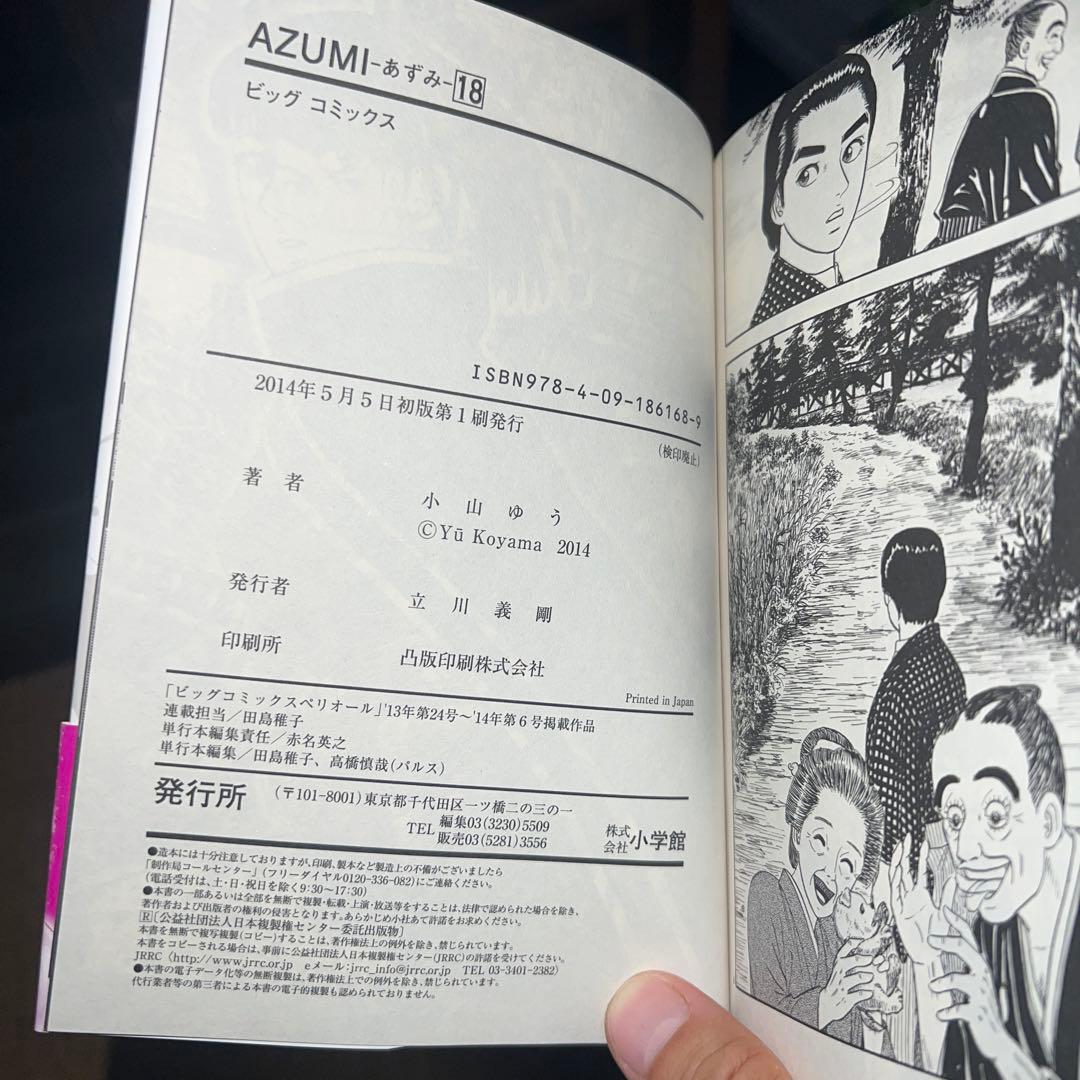 AZUMI-あずみ-18
ビッグ コミックス
ISBN978-4-09-186168-9
2014年5月5日初版第1刷発行
(検印廃止)
著者 小山ゆう
©Yū Koyama 2014
発行者 立川義剛
印刷所 凸版印刷株式会社
Printed in Japan
「ビッグコミックスペリオール」'13年第24号〜'14年第6号掲載作品
連載担当/田島稚子
単行本編集責任/赤名英之
単行本編集/田島稚子、高橋慎哉(パルス)
発行所 (〒101-8001)東京都千代田区一ツ橋二の三の一
TEL 編集03(3230)5509
販売03(5281)3556
株式会社 小学館
●造本には十分注意しておりますが、印刷、製本など製造上の不備がございましたら
「制作局コールセンター」(フリーダイヤル0120-336-082)にご連絡ください。
(電話受付は、土・日・祝日を除く9:30〜17:30)
●本書の一部あるいは全部を無断で複製・転載・上演・放送等をすることは、法律で認められた場合を除き、
著作者および出版者の権利の侵害となります。あらかじめ小社あて許諾をお求めください。
R[公益社団法人日本複製権センター委託出版物]
本書を無断で複写複製(コピー)することは、著作権法上の例外を除き、禁じられています。
本書をコピーされる場合は、事前に公益社団法人日本複製権センター(JRRC)の許諾を受けてください。
JRRC〈http://www.jrrc.or.jp eメール:jrrc_info@jrrc.or.jp TEL 03-3401-2382〉
●本書の電子データ化等の無断複製は、著作権法上での例外を除き、禁じられています。
代行業者等の第三者による本書の電子的複製も認められておりません。